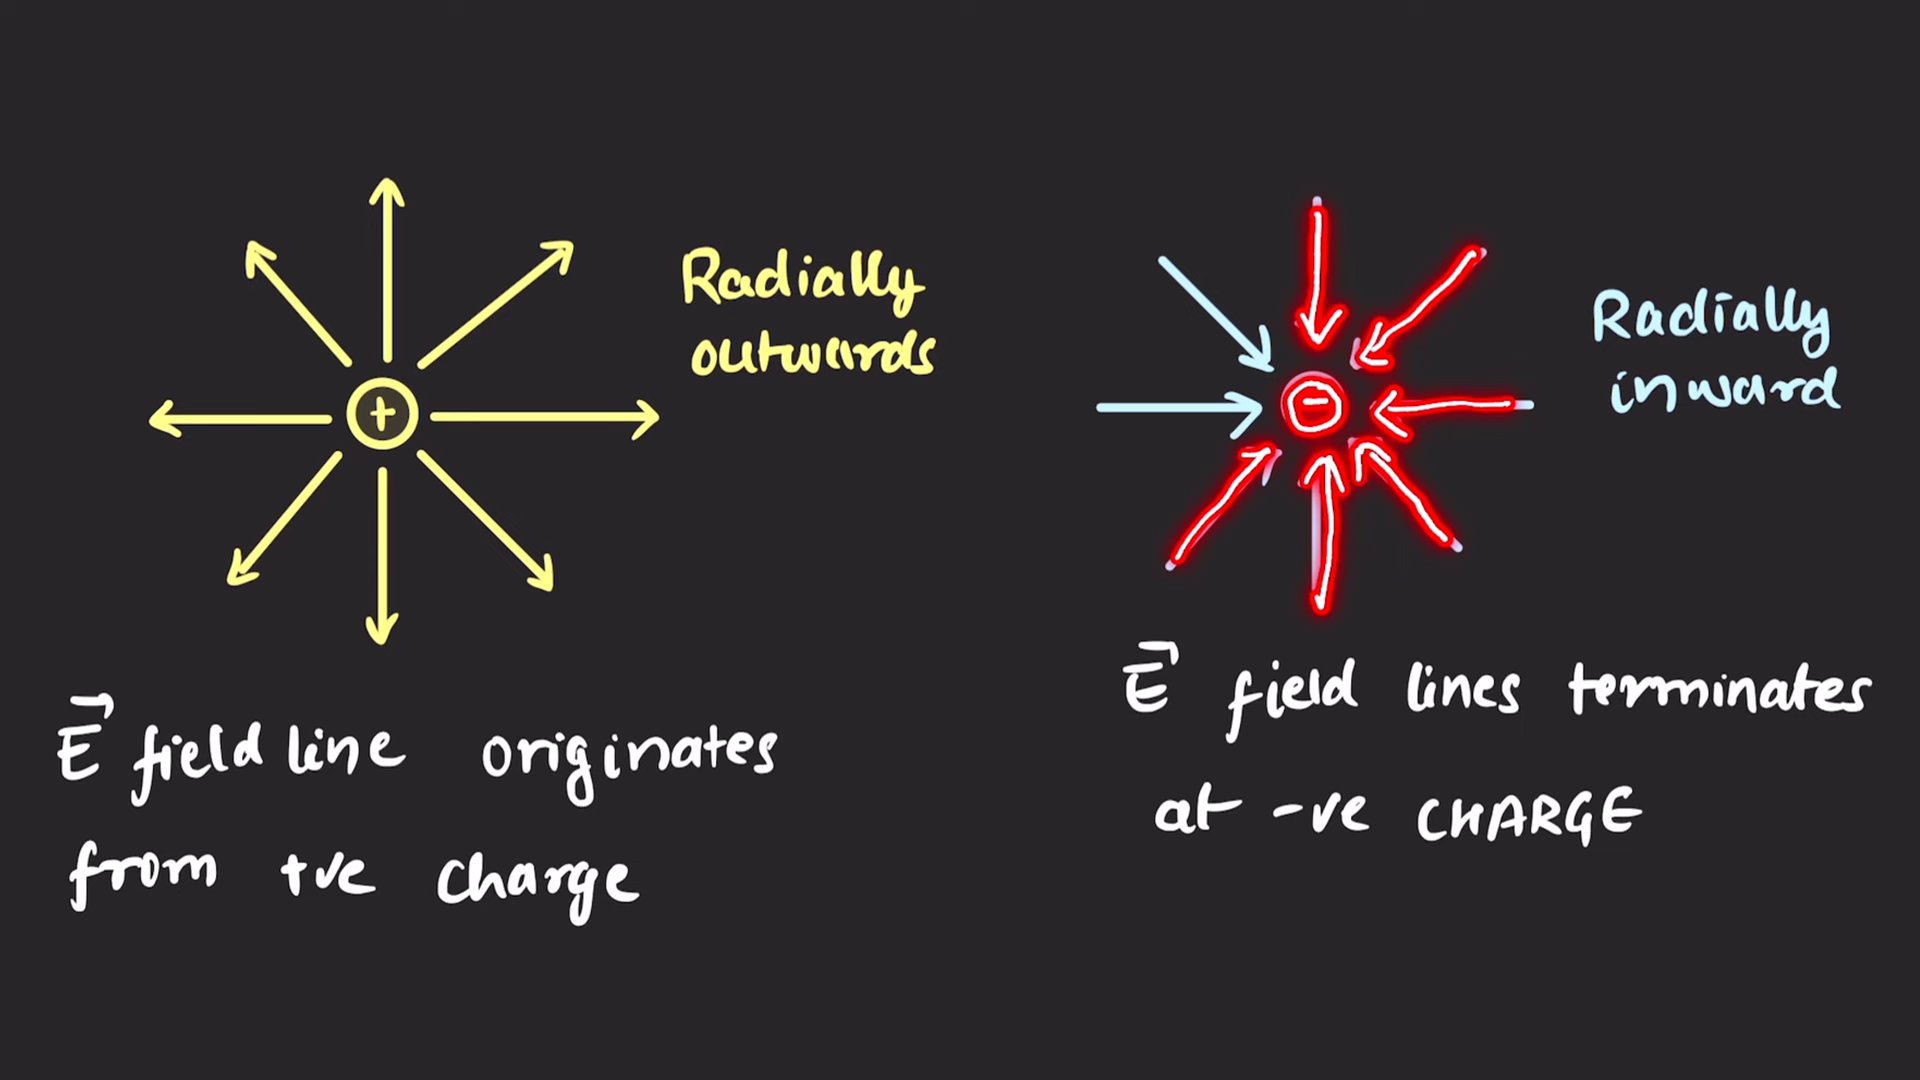 +
Radially
outwards
E⃗ field line originates
from +ve charge
−
Radially
inward
E⃗ field lines terminates
at -ve CHARGE